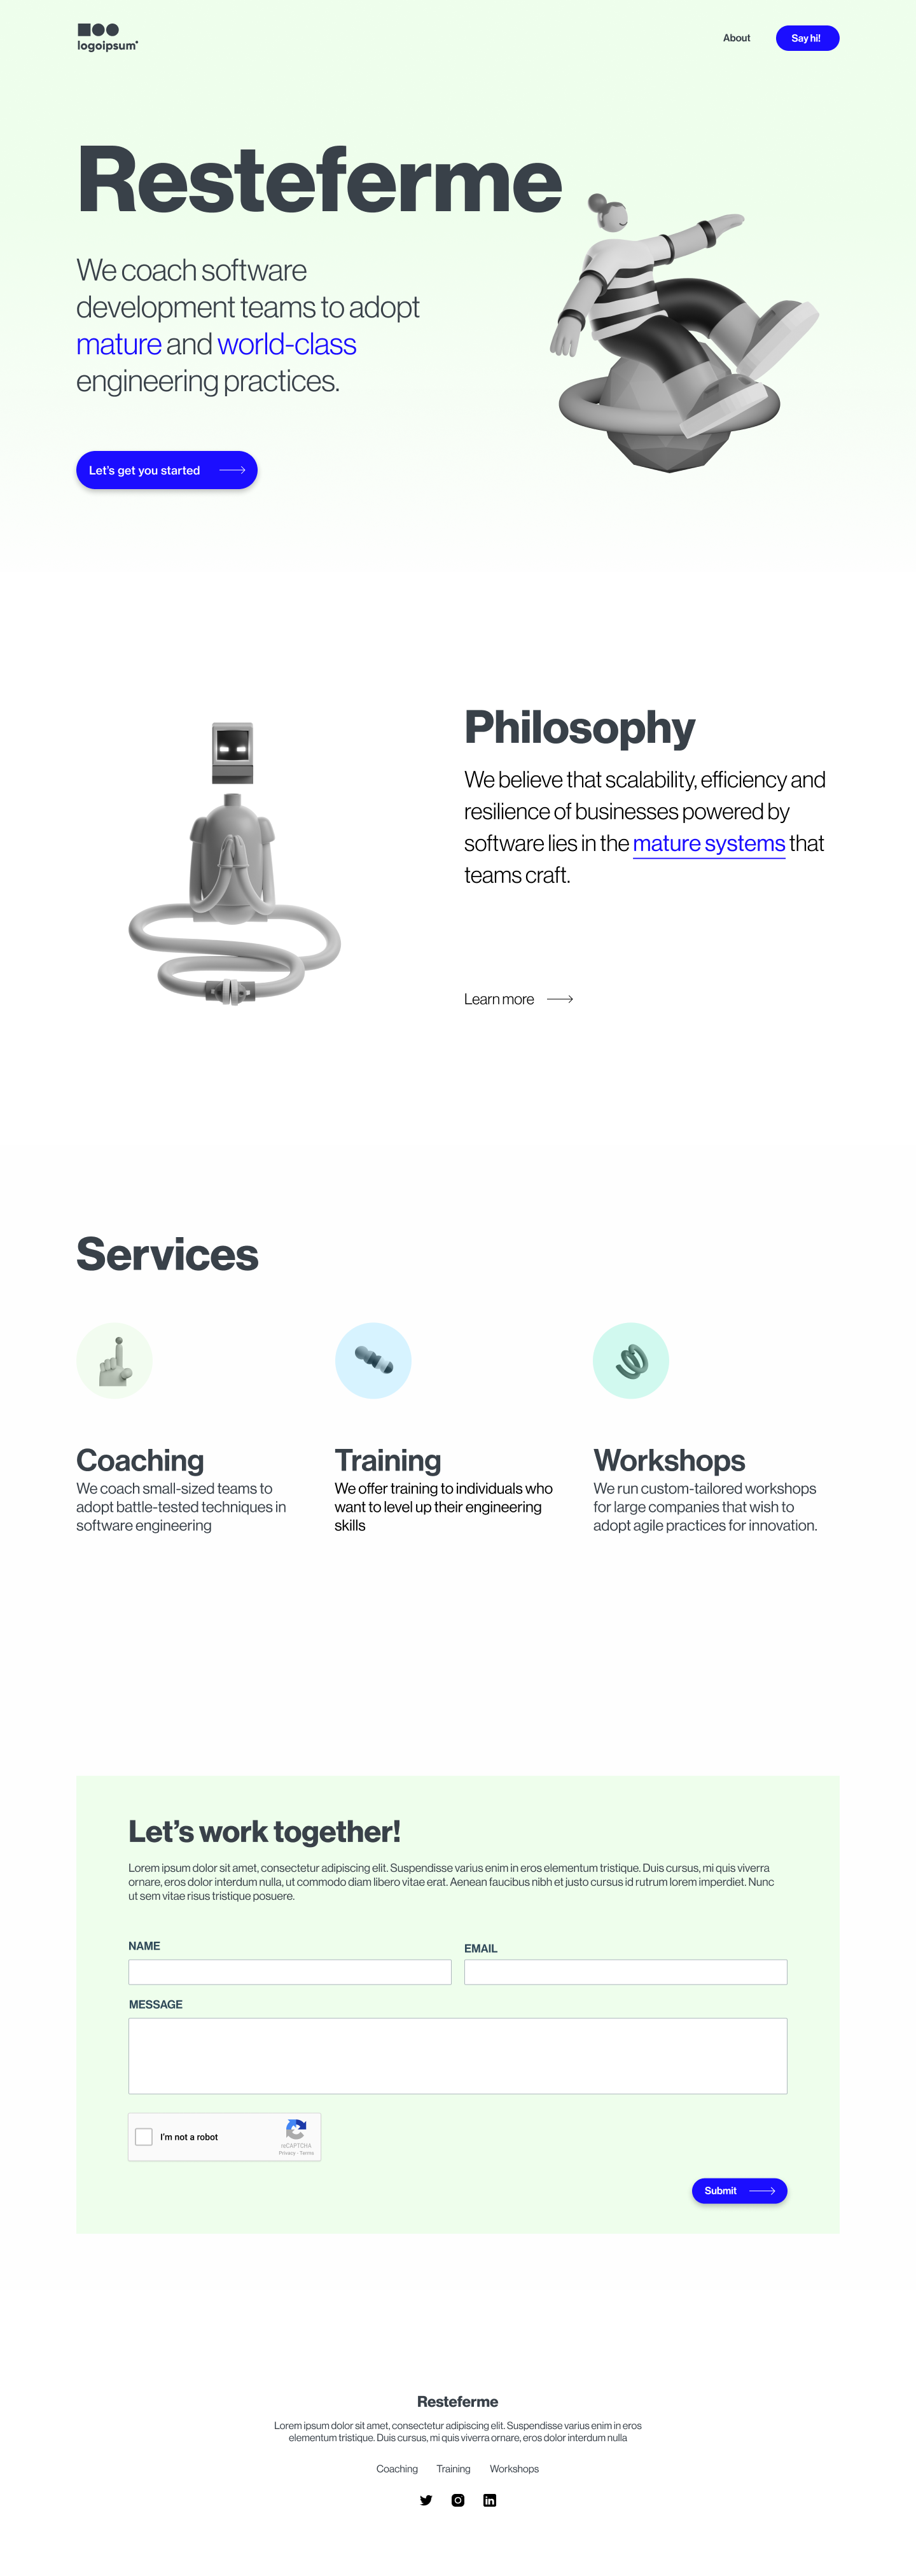 logoipsum
About
Say hi!
Resteferme
We coach software
development teams to adopt
mature and world-class
engineering practices.
Let's get you started
Philosophy
We believe that scalability, efficiency and
resilience of businesses powered by
software lies in the mature systems that
teams craft.
Learn more
Services
Coaching
We coach small-sized teams to
adopt battle-tested techniques in
software engineering
Training
We offer training to individuals who
want to level up their engineering
skills
Workshops
We run custom-tailored workshops
for large companies that wish to
adopt agile practices for innovation.
Let's work together!
Lorem ipsum dolor sit amet, consectetur adipiscing elit. Suspendisse varius enim in eros elementum tristique. Duis cursus, mi quis viverra
ornare, eros dolor interdum nulla, ut commodo diam libero vitae erat. Aenean faucibus nibh et justo cursus id rutrum lorem imperdiet. Nunc
ut sem vitae risus tristique posuere.
NAME
EMAIL
MESSAGE
I'm not a robot
reCAPTCHA
Privacy - Terms
Submit
Resteferme
Lorem ipsum dolor sit amet, consectetur adipiscing elit. Suspendisse varius enim in eros
elementum tristique. Duis cursus, mi quis viverra ornare, eros dolor interdum nulla
Coaching
Training
Workshops